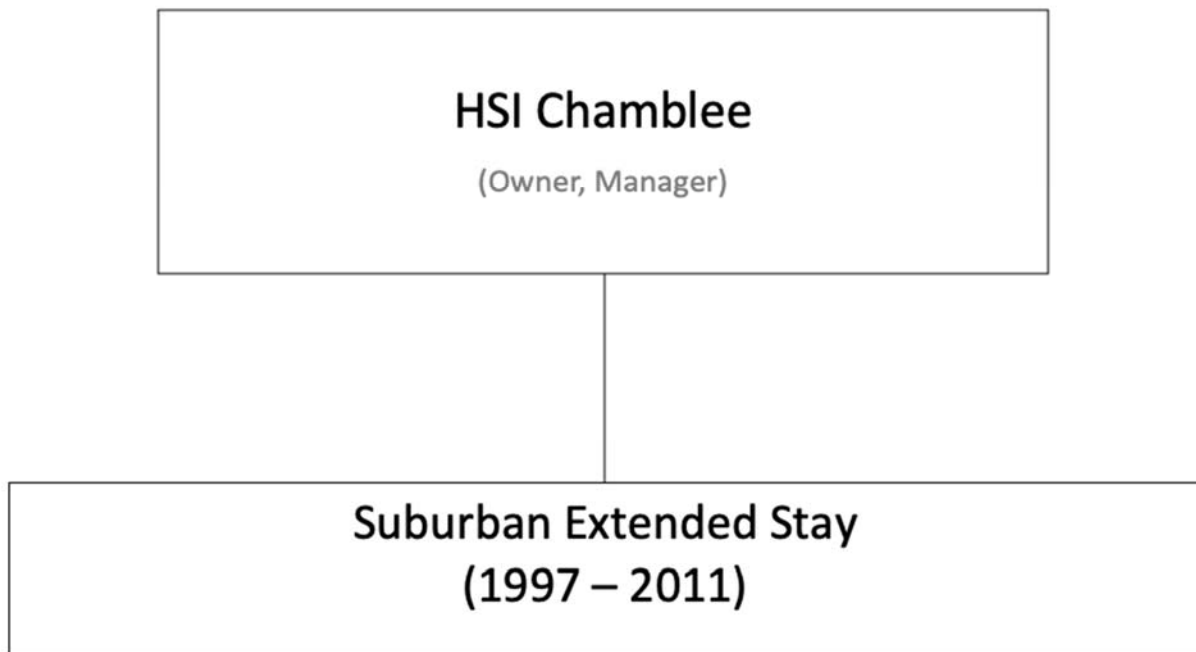 HSI Chamblee
(Owner, Manager)
Suburban Extended Stay
(1997 – 2011)